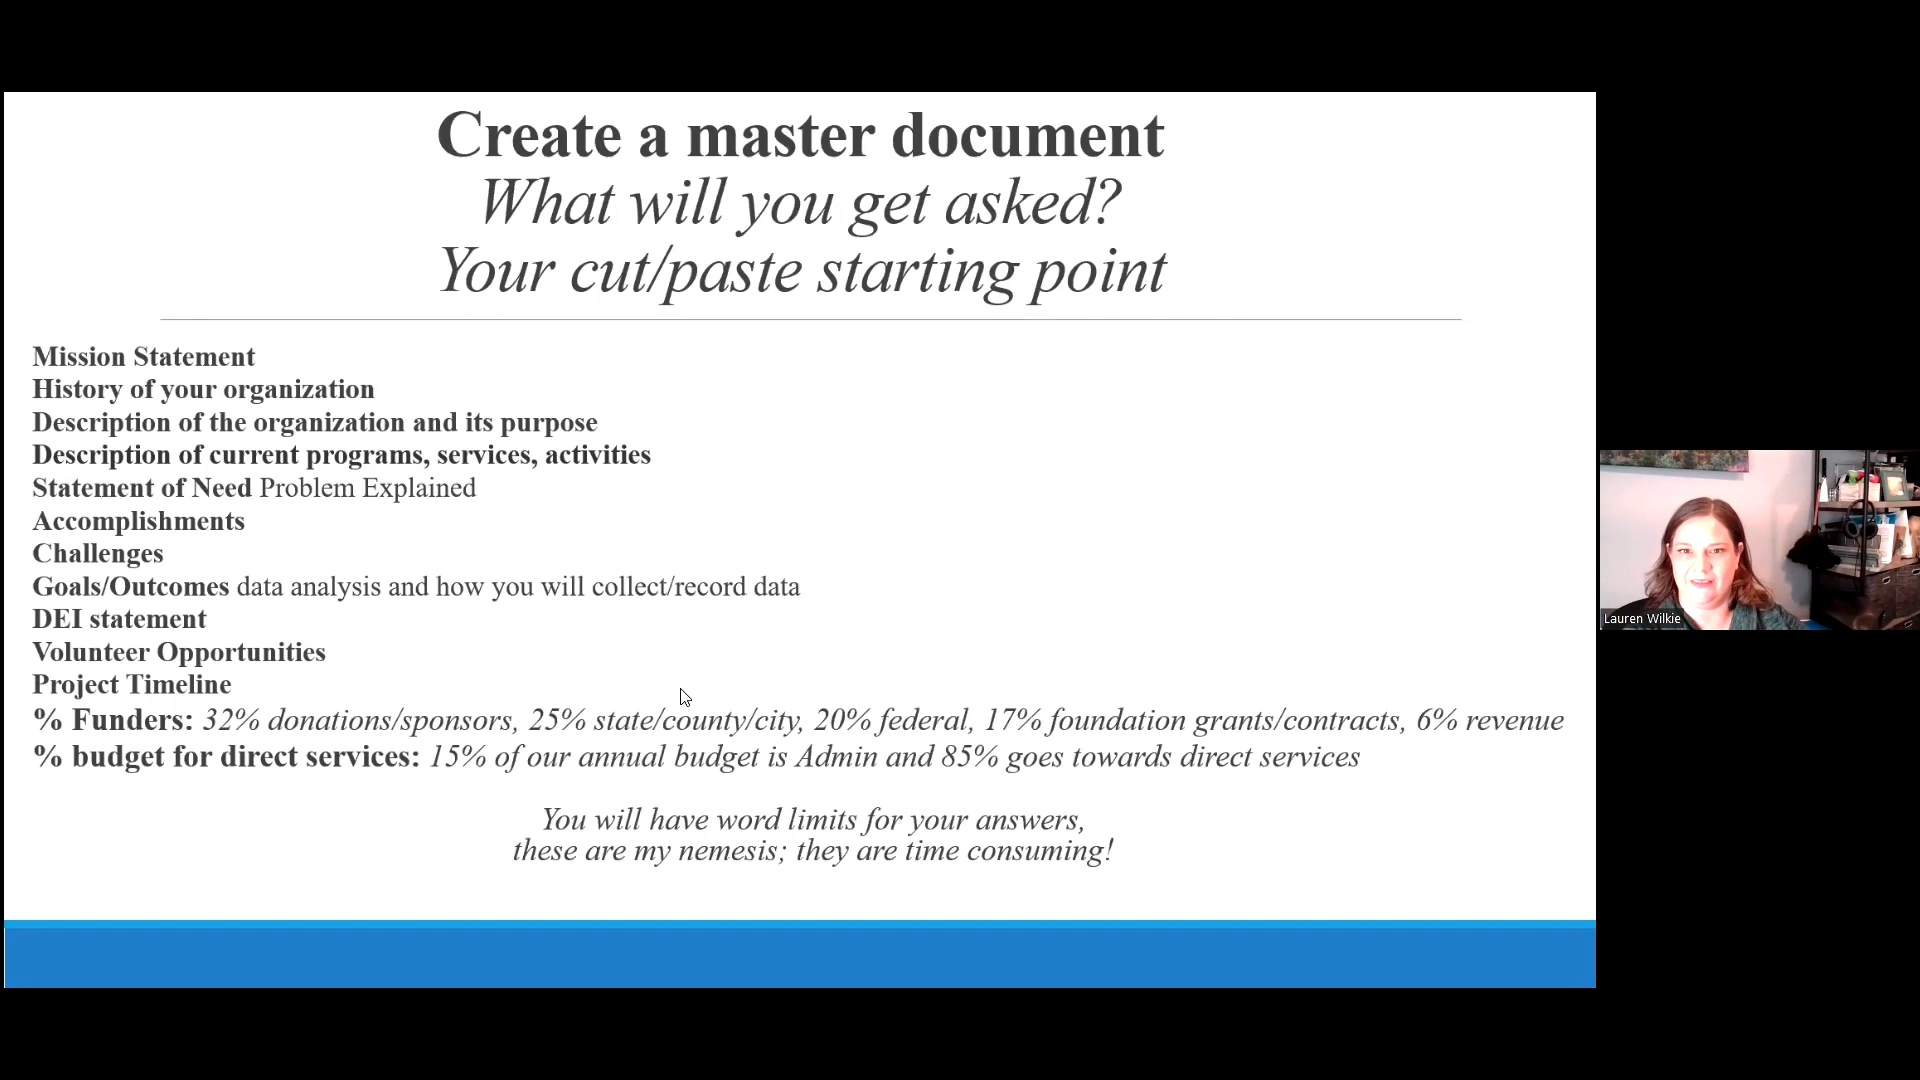 Create a master document
What will you get asked?
Your cut/paste starting point
Mission Statement
History of your organization
Description of the organization and its purpose
Description of current programs, services, activities
Statement of Need Problem Explained
Accomplishments
Challenges
Goals/Outcomes data analysis and how you will collect/record data
DEI statement
Volunteer Opportunities
Project Timeline
% Funders: 32% donations/sponsors, 25% state/county/city, 20% federal, 17% foundation grants/contracts, 6% revenue
% budget for direct services: 15% of our annual budget is Admin and 85% goes towards direct services
You will have word limits for your answers,
these are my nemesis; they are time consuming!
Lauren Wilkie